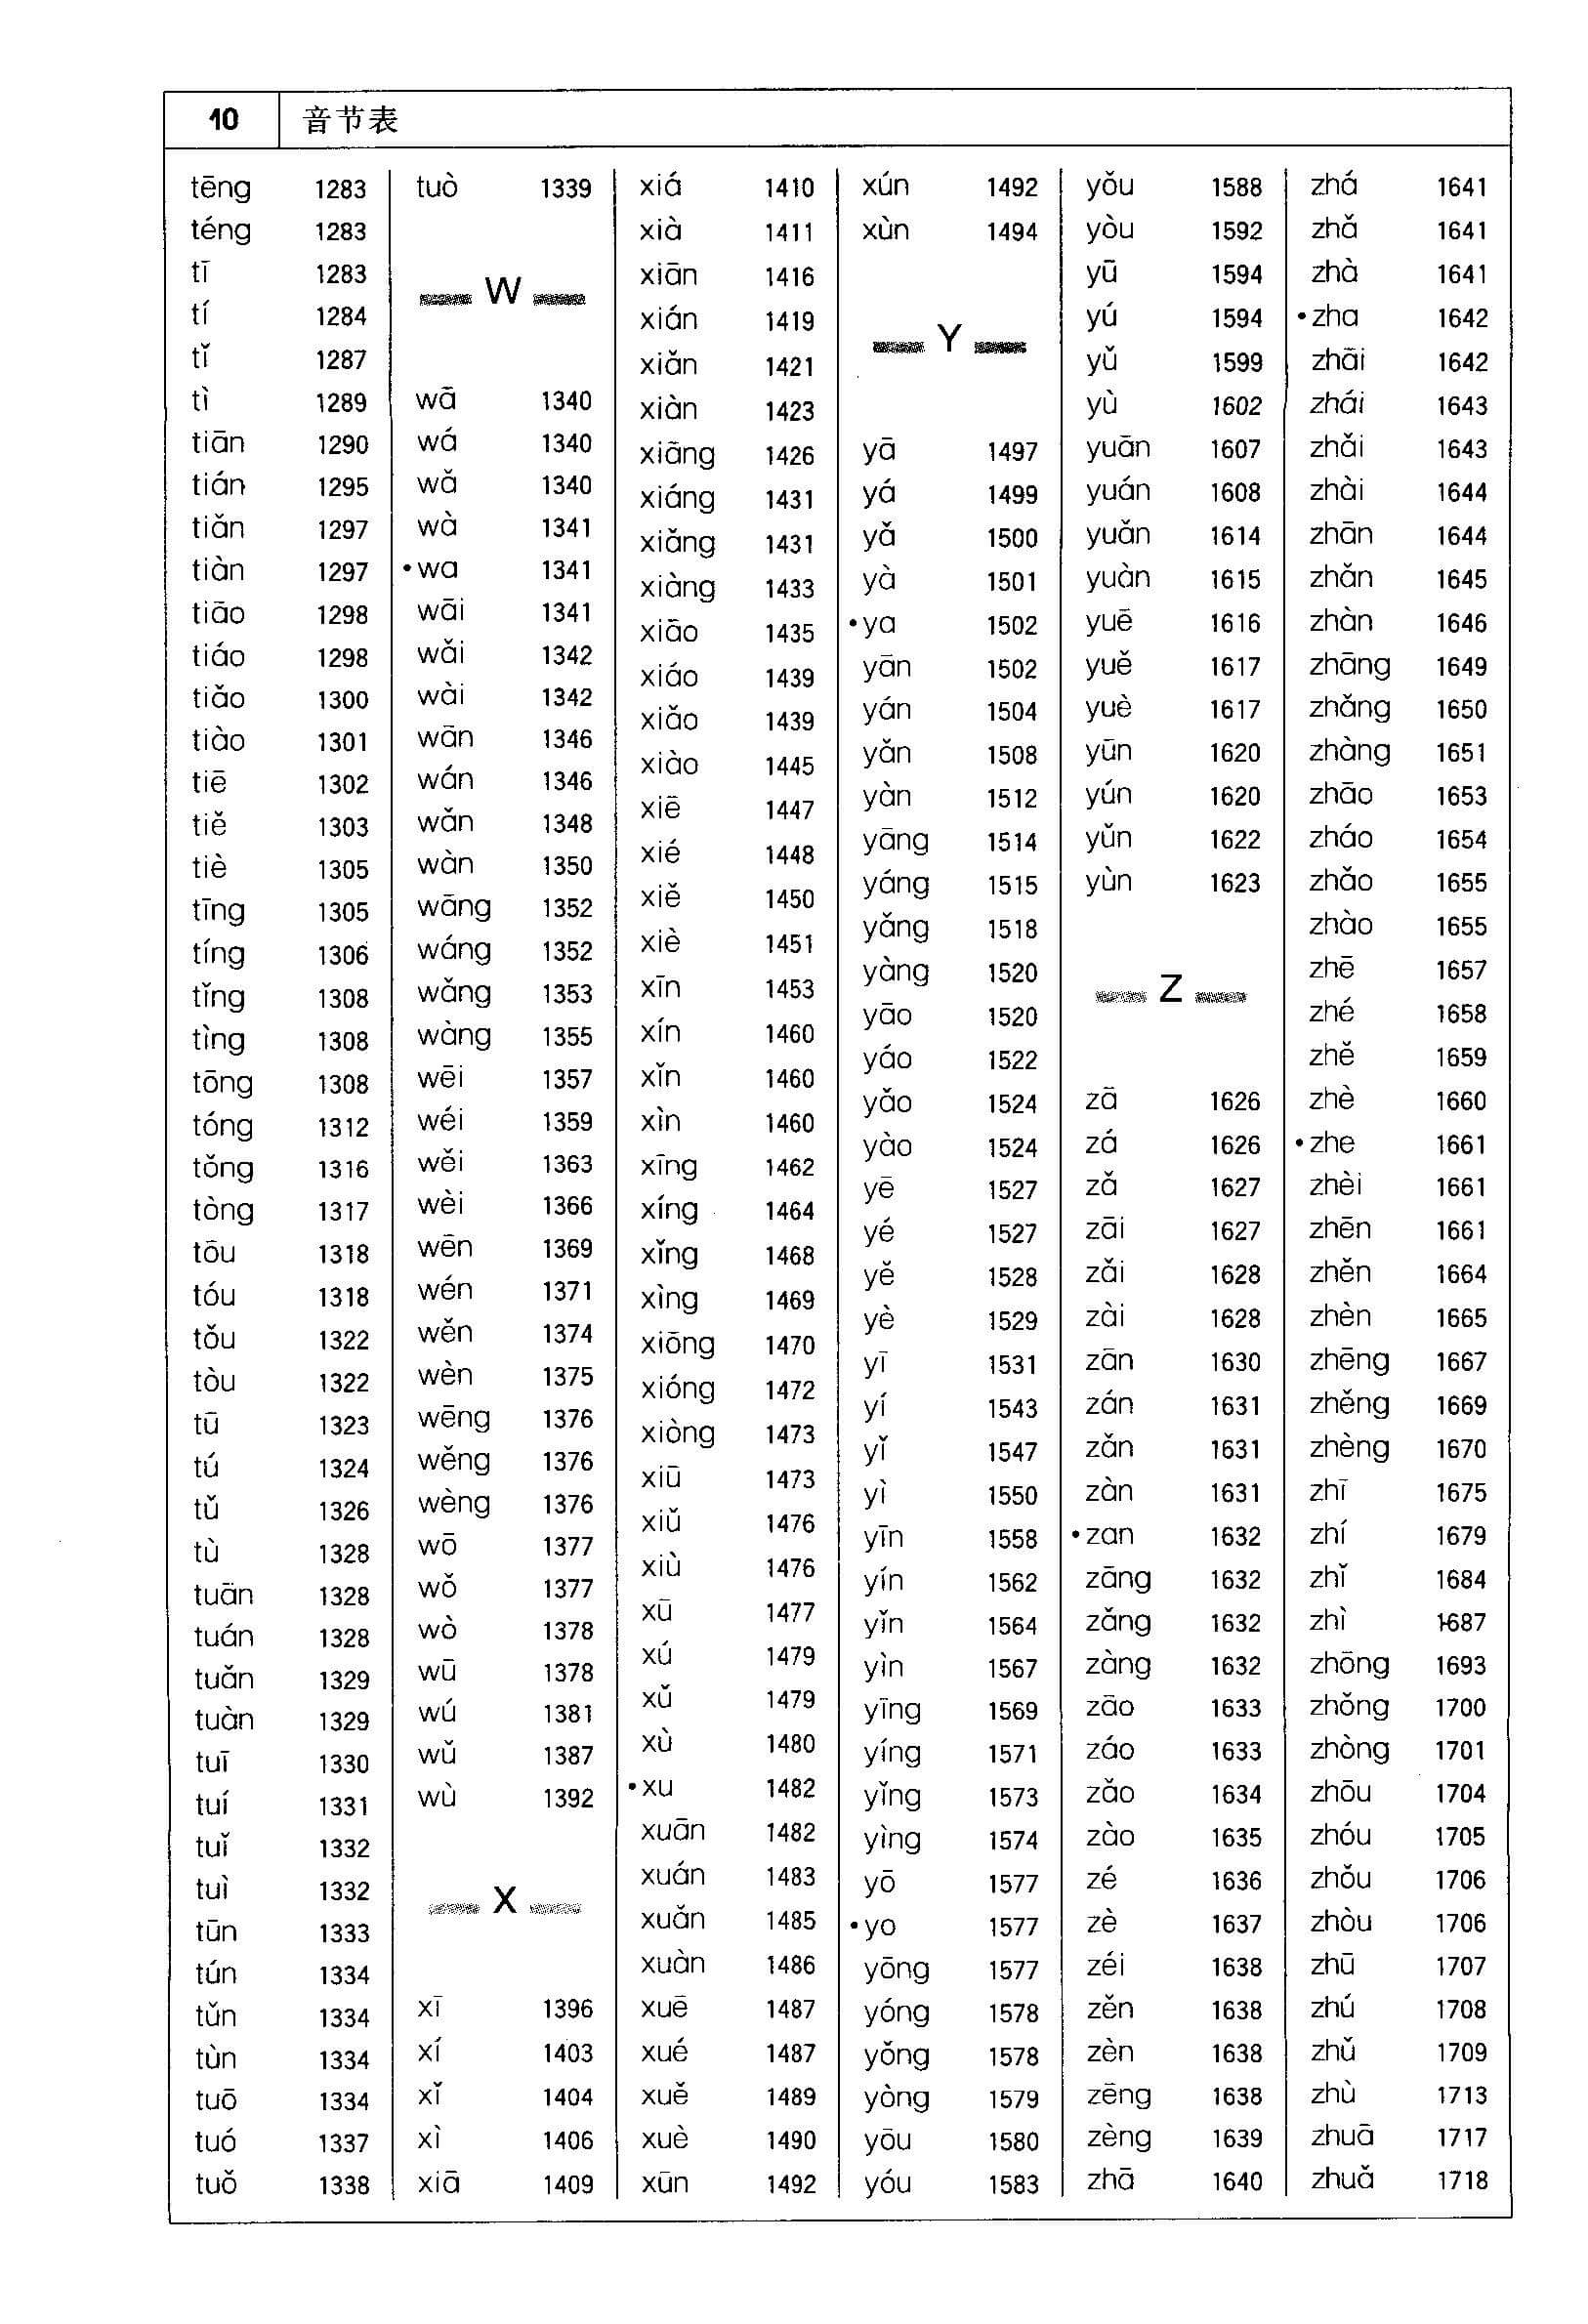 10 音节表
tēng 1283
téng 1283
tī 1283
tí 1284
tǐ 1287
tì 1289
tiān 1290
tián 1295
tiǎn 1297
tiàn 1297
tiāo 1298
tiáo 1298
tiǎo 1300
tiào 1301
tiē 1302
tiě 1303
tiè 1305
tīng 1305
tíng 1306
tǐng 1308
tìng 1308
tōng 1308
tóng 1312
tǒng 1316
tòng 1317
tōu 1318
tóu 1318
tǒu 1322
tòu 1322
tū 1323
tú 1324
tǔ 1326
tù 1328
tuān 1328
tuán 1328
tuǎn 1329
tuàn 1329
tuī 1330
tuí 1331
tuǐ 1332
tuì 1332
tūn 1333
tún 1334
tǔn 1334
tùn 1334
tuō 1334
tuó 1337
tuǒ 1338
tuò 1339
W
wā 1340
wá 1340
wǎ 1340
wà 1341
•wa 1341
wāi 1341
wǎi 1342
wài 1342
wān 1346
wán 1346
wǎn 1348
wàn 1350
wāng 1352
wáng 1352
wǎng 1353
wàng 1355
wēi 1357
wéi 1359
wěi 1363
wèi 1366
wēn 1369
wén 1371
wěn 1374
wèn 1375
wēng 1376
wěng 1376
wèng 1376
wō 1377
wǒ 1377
wò 1378
wū 1378
wú 1381
wǔ 1387
wù 1392
X
xī 1396
xí 1403
xǐ 1404
xì 1406
xiā 1409
xiá 1410
xià 1411
xiān 1416
xián 1419
xiǎn 1421
xiàn 1423
xiāng 1426
xiáng 1431
xiǎng 1431
xiàng 1433
xiāo 1435
xiáo 1439
xiǎo 1439
xiào 1445
xiē 1447
xié 1448
xiě 1450
xiè 1451
xīn 1453
xín 1460
xǐn 1460
xìn 1460
xīng 1462
xíng 1464
xǐng 1468
xìng 1469
xiōng 1470
xióng 1472
xiòng 1473
xiū 1473
xiǔ 1476
xiù 1476
xū 1477
xú 1479
xǔ 1479
xù 1480
•xu 1482
xuān 1482
xuán 1483
xuǎn 1485
xuàn 1486
xuē 1487
xué 1487
xuě 1489
xuè 1490
xūn 1492
xún 1492
xùn 1494
Y
yā 1497
yá 1499
yǎ 1500
yà 1501
•ya 1502
yān 1502
yán 1504
yǎn 1508
yàn 1512
yāng 1514
yáng 1515
yǎng 1518
yàng 1520
yāo 1520
yáo 1522
yǎo 1524
yào 1524
yē 1527
yé 1527
yě 1528
yè 1529
yī 1531
yí 1543
yǐ 1547
yì 1550
yīn 1558
yín 1562
yǐn 1564
yìn 1567
yīng 1569
yíng 1571
yǐng 1573
yìng 1574
yō 1577
•yo 1577
yōng 1577
yóng 1578
yǒng 1578
yòng 1579
yōu 1580
yóu 1583
yǒu 1588
yòu 1592
yū 1594
yú 1594
yǔ 1599
yù 1602
yuān 1607
yuán 1608
yuǎn 1614
yuàn 1615
yuē 1616
yuě 1617
yuè 1617
yūn 1620
yún 1620
yǔn 1622
yùn 1623
Z
zā 1626
zá 1626
zǎ 1627
zāi 1627
zǎi 1628
zài 1628
zān 1630
zán 1631
zǎn 1631
zàn 1631
•zan 1632
zāng 1632
zǎng 1632
zàng 1632
zāo 1633
záo 1633
zǎo 1634
zào 1635
zé 1636
zè 1637
zéi 1638
zěn 1638
zèn 1638
zēng 1638
zèng 1639
zhā 1640
zhá 1641
zhǎ 1641
zhà 1641
•zha 1642
zhāi 1642
zhái 1643
zhǎi 1643
zhài 1644
zhān 1644
zhǎn 1645
zhàn 1646
zhāng 1649
zhǎng 1650
zhàng 1651
zhāo 1653
zháo 1654
zhǎo 1655
zhào 1655
zhē 1657
zhé 1658
zhě 1659
zhè 1660
•zhe 1661
zhèi 1661
zhēn 1661
zhěn 1664
zhèn 1665
zhēng 1667
zhěng 1669
zhèng 1670
zhī 1675
zhí 1679
zhǐ 1684
zhì 1687
zhōng 1693
zhǒng 1700
zhòng 1701
zhōu 1704
zhóu 1705
zhǒu 1706
zhòu 1706
zhū 1707
zhú 1708
zhǔ 1709
zhù 1713
zhuā 1717
zhuǎ 1718